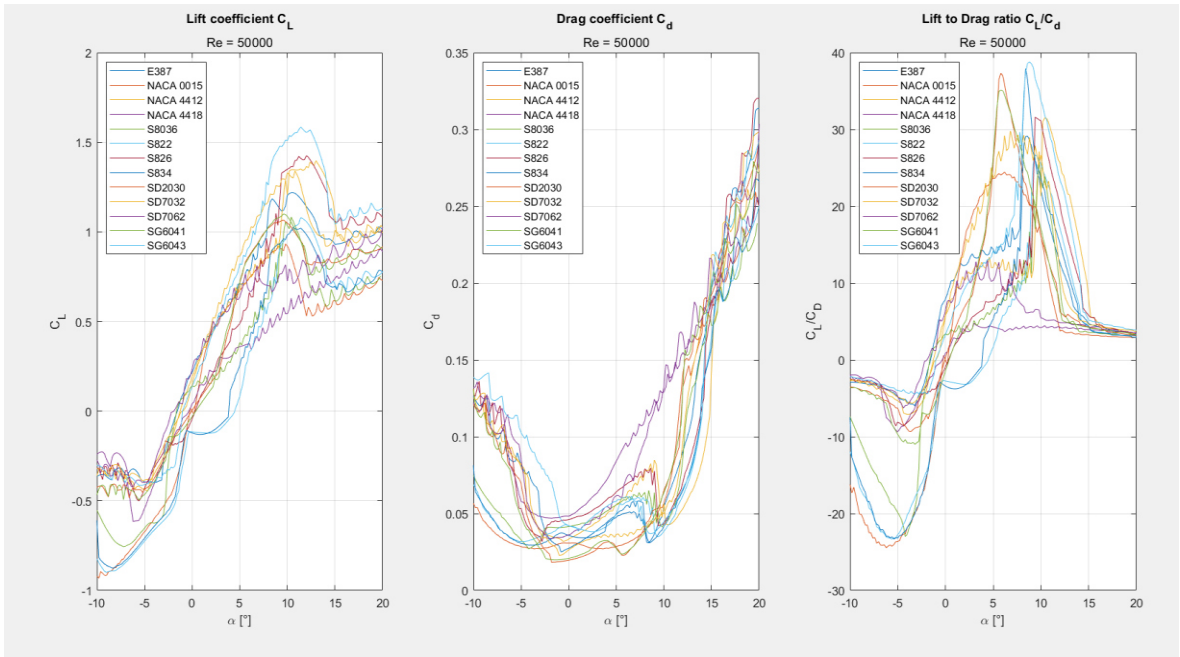 Lift coefficient C_L
Re = 50000
2
1.5
1
0.5
0
-0.5
-1
C_L
-10 -5 0 5 10 15 20
α [°]
E387
NACA 0015
NACA 4412
NACA 4418
S8036
S822
S826
S834
SD2030
SD7032
SD7062
SG6041
SG6043
Drag coefficient C_d
Re = 50000
0.35
0.3
0.25
0.2
0.15
0.1
0.05
0
C_d
-10 -5 0 5 10 15 20
α [°]
E387
NACA 0015
NACA 4412
NACA 4418
S8036
S822
S826
S834
SD2030
SD7032
SD7062
SG6041
SG6043
Lift to Drag ratio C_L/C_d
Re = 50000
40
30
20
10
0
-10
-20
-30
C_L/C_D
-10 -5 0 5 10 15 20
α [°]
E387
NACA 0015
NACA 4412
NACA 4418
S8036
S822
S826
S834
SD2030
SD7032
SD7062
SG6041
SG6043